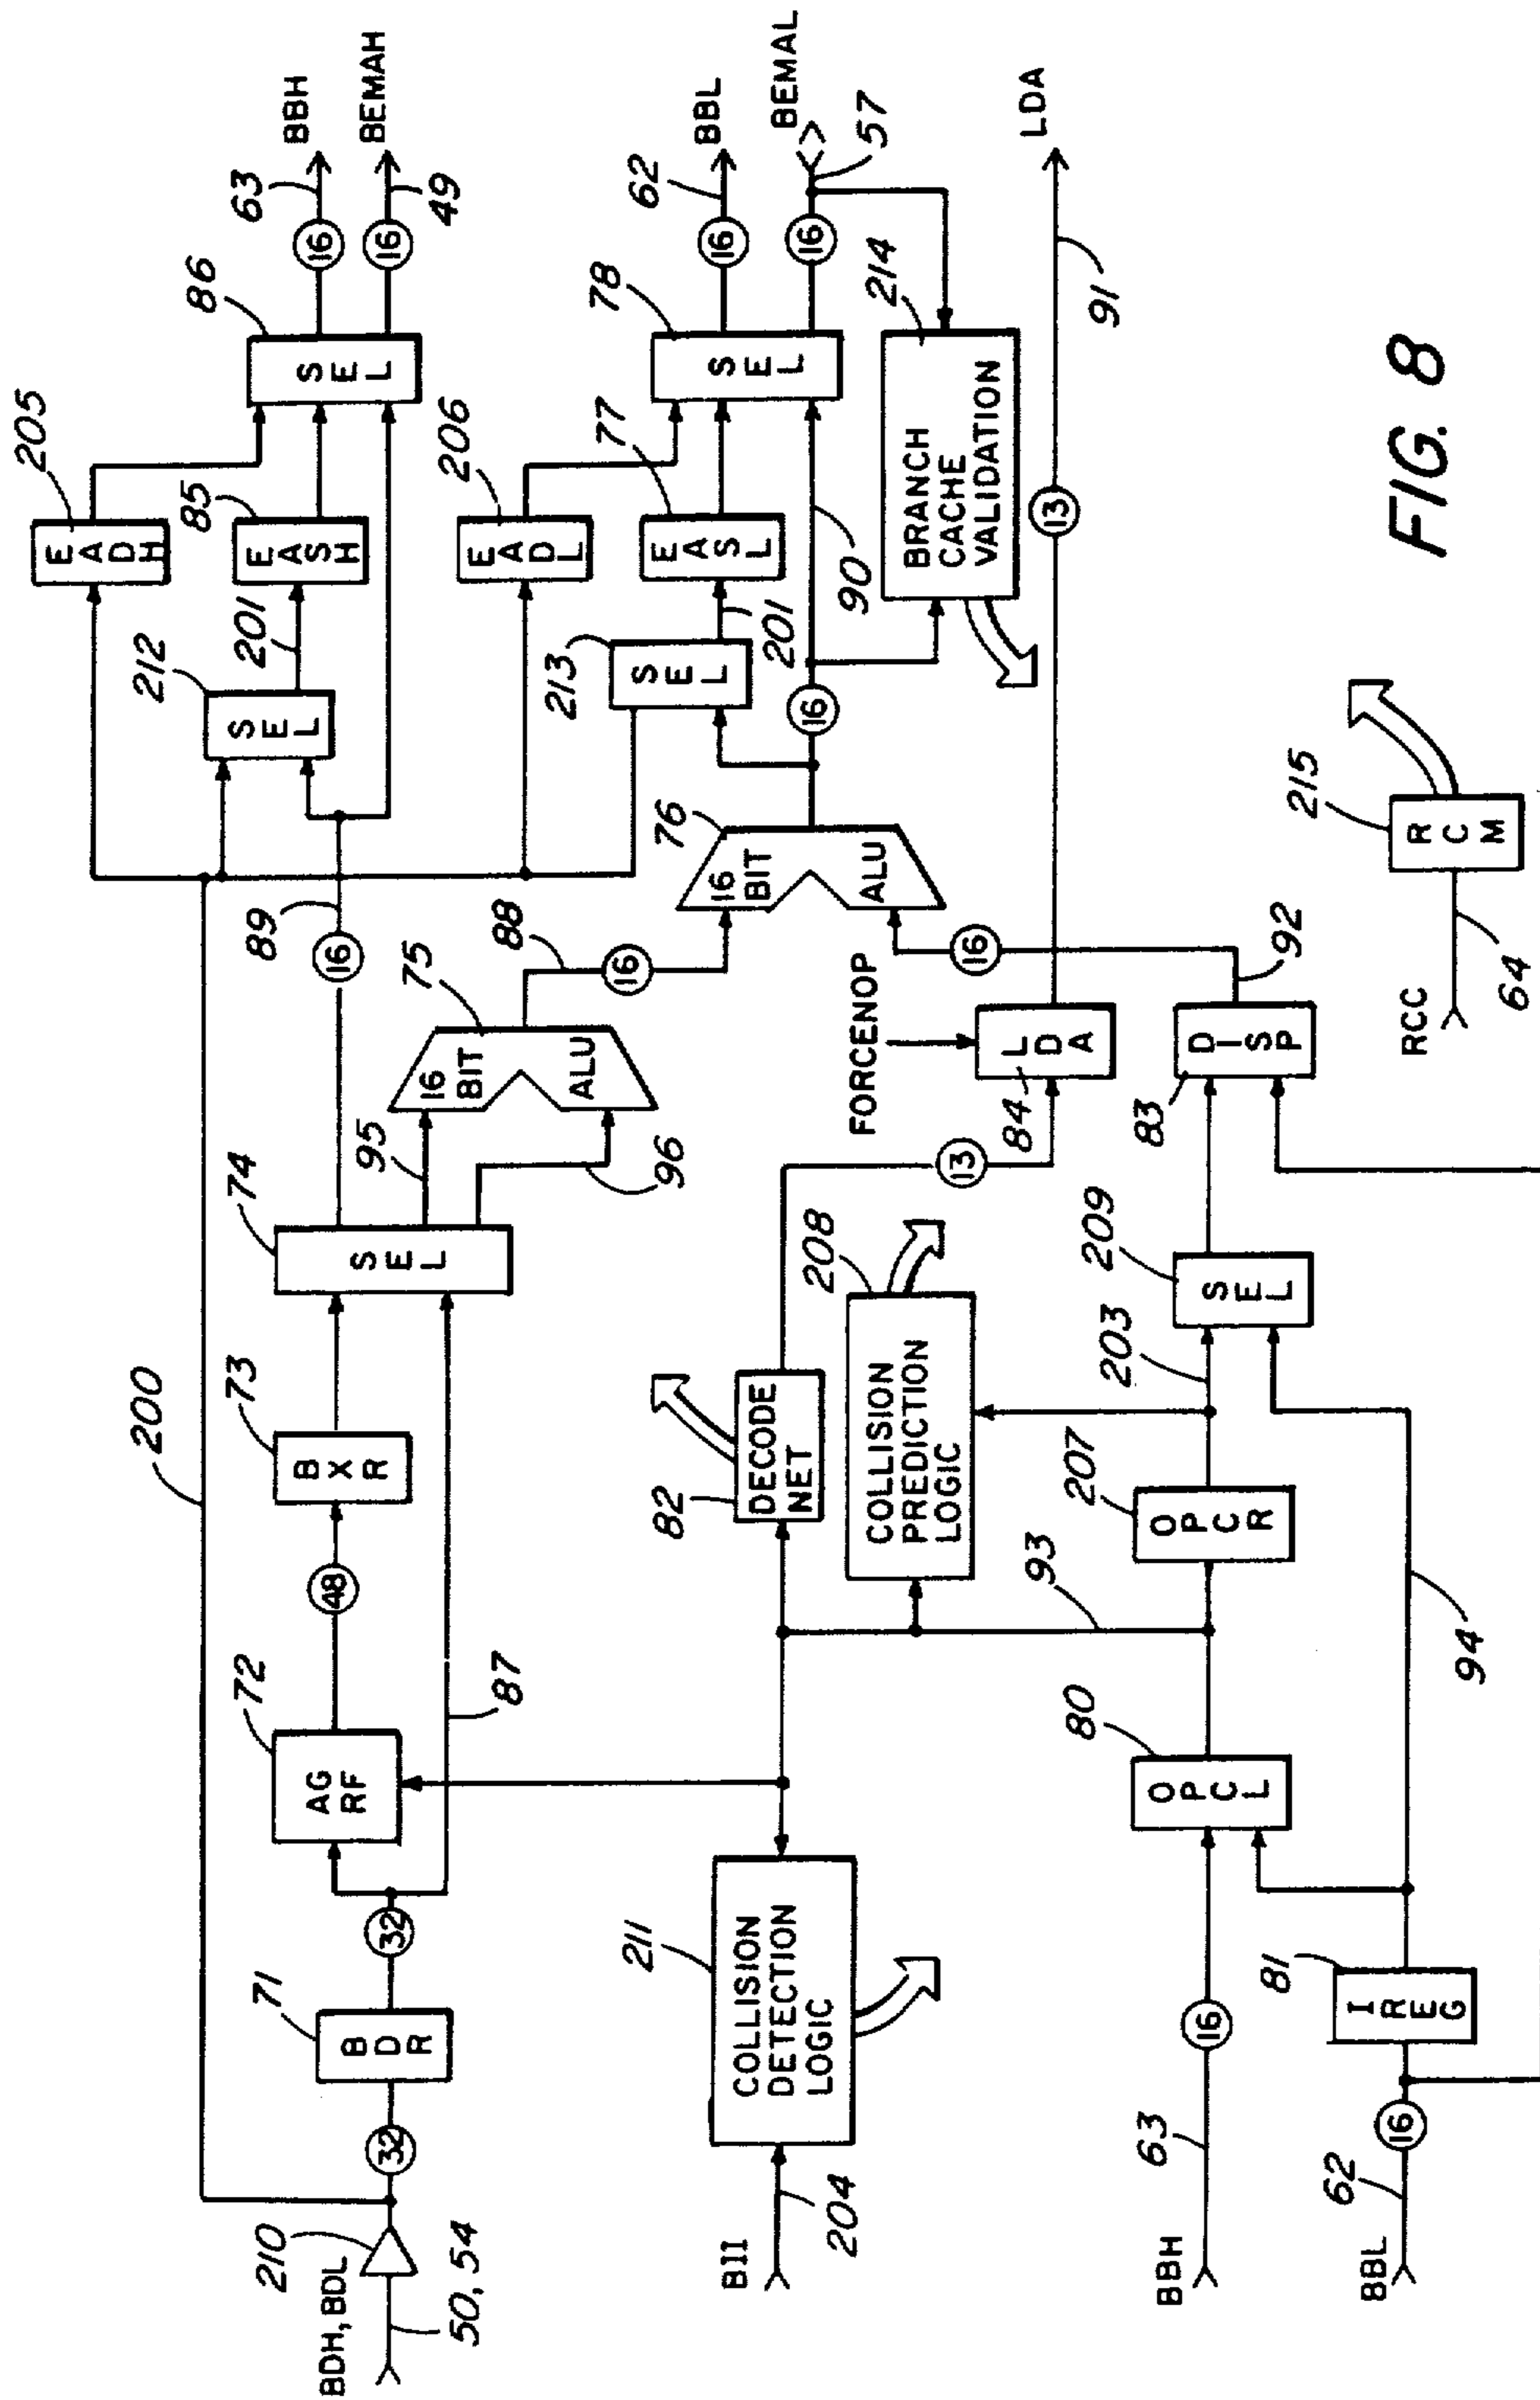 200
BDH, BDL
50, 54
210
32
71
BDR
32
87
72
AG
RF
48
73
BXR
74
SEL
95
96
16
89
75
16
BIT
ALU
88
16
212
SEL
201
205
EADH
85
EASH
86
SEL
16
63
BBH
16
49
BEMAH
206
EADL
213
SEL
201
77
EASL
78
SEL
16
62
BBL
16
57
BEMAL
<>
76
16
BIT
ALU
16
90
214
BRANCH
CACHE
VALIDATION
BII
204
211
COLLISION
DETECTION
LOGIC
82
DECODE
NET
13
FORCENOP
84
LDA
13
91
LDA
208
COLLISION
PREDICTION
LOGIC
93
BBH
63
16
80
OPCL
207
OPCR
203
209
SEL
83
DISP
92
16
BBL
62
16
81
IREG
94
RCC
64
215
RCM
FIG. 8